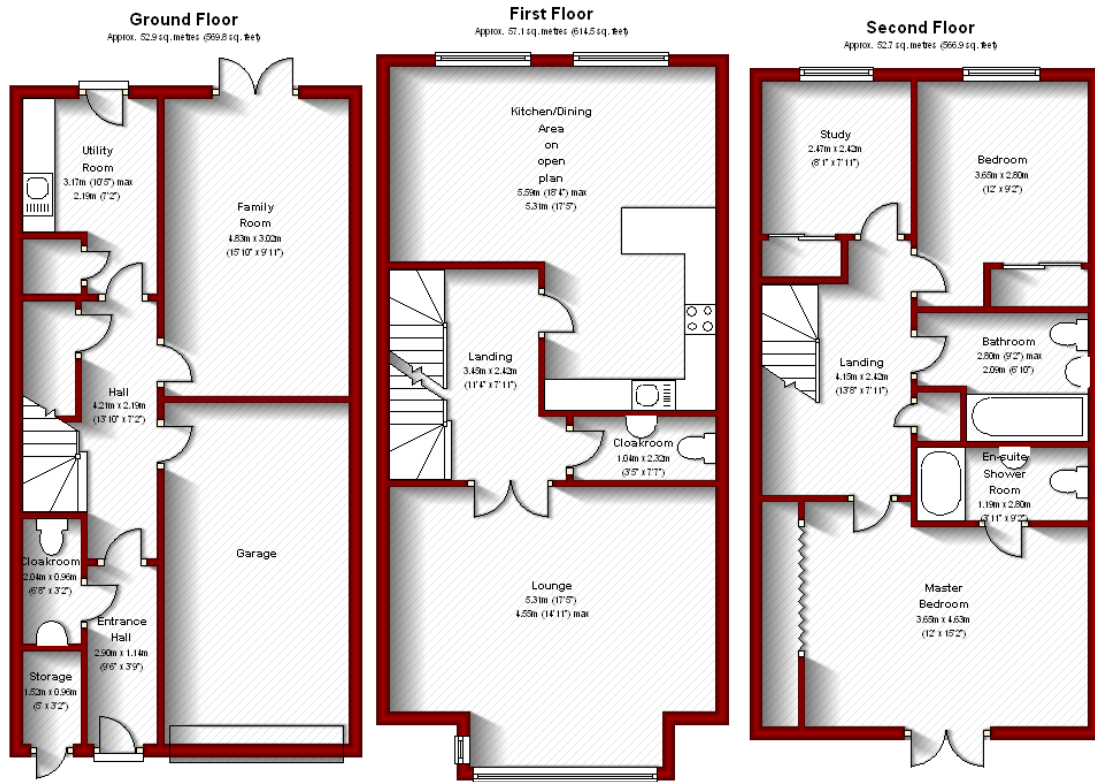 Ground Floor
Approx. 52.9 sq. metres (569.8 sq. feet)
Utility
Room
3.17m (10'5") max
2.19m (7'2")
Family
Room
4.83m x 3.02m
(15'10" x 9'11")
Hall
4.21m x 2.19m
(13'10" x 7'2")
Garage
Cloakroom
2.04m x 0.96m
(6'8" x 3'2")
Entrance
Hall
2.90m x 1.14m
(9'6" x 3'9")
Storage
1.52m x 0.96m
(5' x 3'2")
First Floor
Approx. 57.1 sq. metres (614.5 sq. feet)
Kitchen/Dining
Area
on
open
plan
5.59m (18'4") max
5.31m (17'5")
Landing
3.45m x 2.42m
(11'4" x 7'11")
Cloakroom
1.04m x 2.32m
(3'5" x 7'7")
Lounge
5.31m (17'5")
4.55m (14'11") max
Second Floor
Approx. 52.7 sq. metres (566.9 sq. feet)
Study
2.47m x 2.42m
(8'1" x 7'11")
Bedroom
3.65m x 2.80m
(12' x 9'2")
Bathroom
2.80m (9'2") max
2.09m (6'10")
Landing
4.15m x 2.42m
(13'8" x 7'11")
En-suite
Shower
Room
1.19m x 2.80m
(3'11" x 9'2")
Master
Bedroom
3.65m x 4.63m
(12' x 15'2")